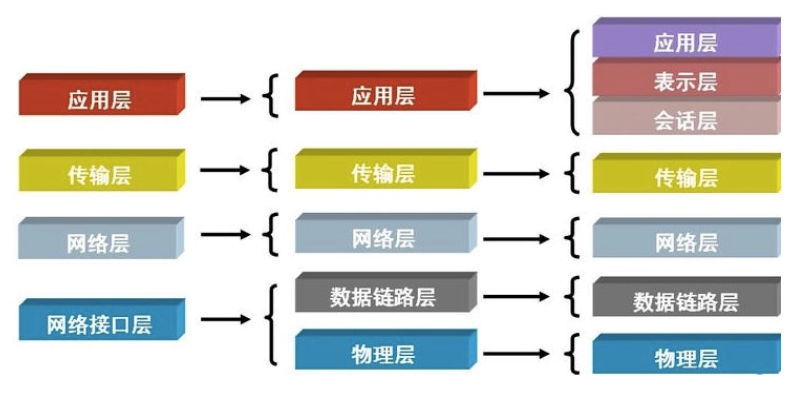 应用层
传输层
网络层
网络接口层
应用层
传输层
网络层
数据链路层
物理层
应用层
表示层
会话层
传输层
网络层
数据链路层
物理层